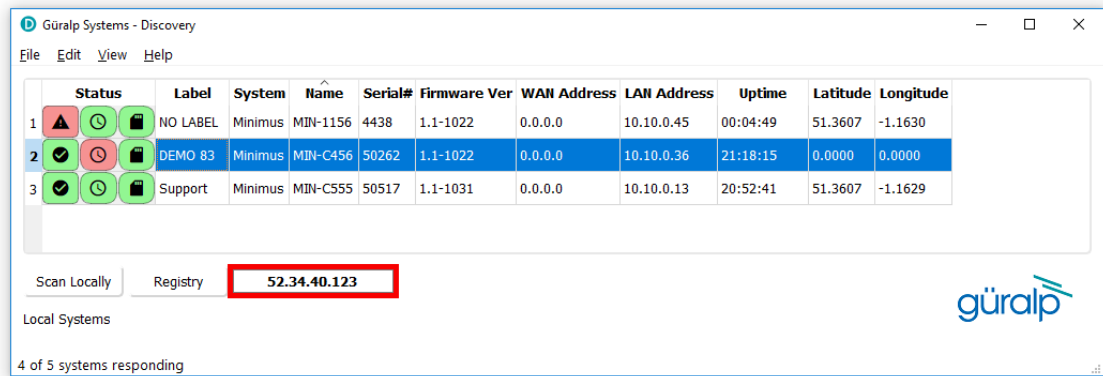 Güralp Systems - Discovery
File Edit View Help
Status Label System Name Serial# Firmware Ver WAN Address LAN Address Uptime Latitude Longitude
1 NO LABEL Minimus MIN-1156 4438 1.1-1022 0.0.0.0 10.10.0.45 00:04:49 51.3607 -1.1630
2 DEMO 83 Minimus MIN-C456 50262 1.1-1022 0.0.0.0 10.10.0.36 21:18:15 0.0000 0.0000
3 Support Minimus MIN-C555 50517 1.1-1031 0.0.0.0 10.10.0.13 20:52:41 51.3607 -1.1629
Scan Locally Registry 52.34.40.123
güralp
Local Systems
4 of 5 systems responding